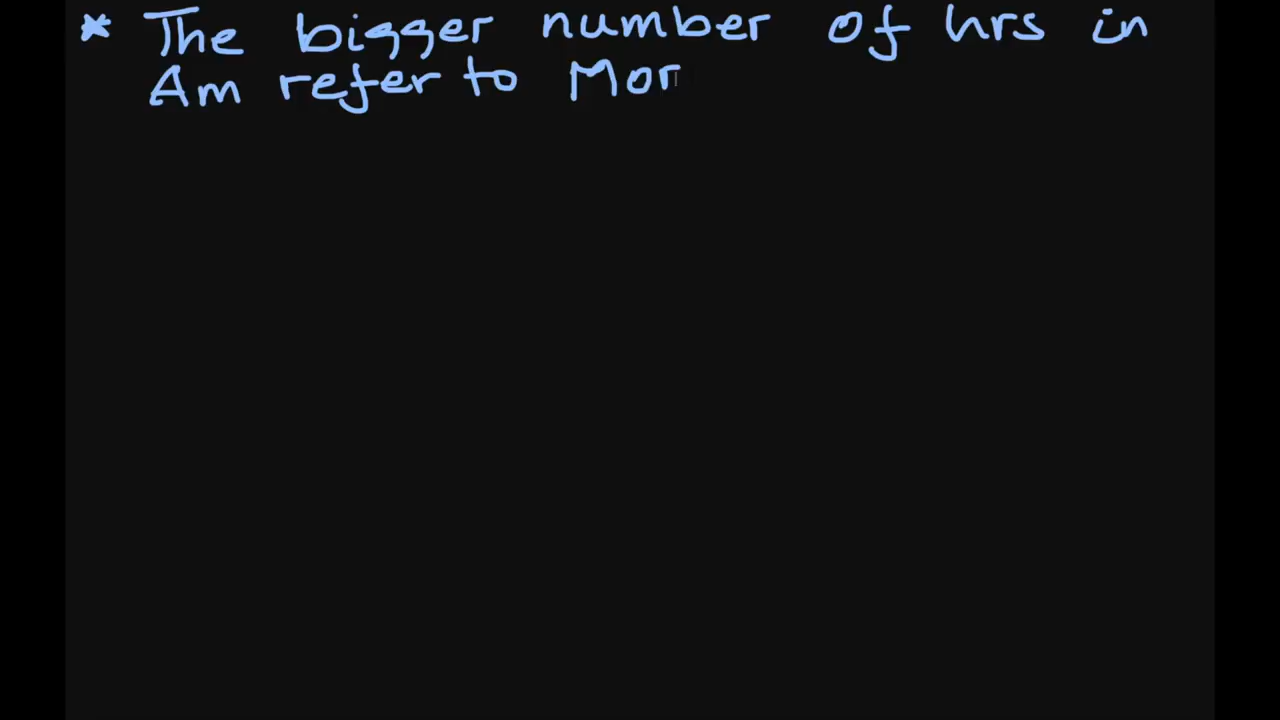 * The bigger number of hrs in
Am refer to Mor